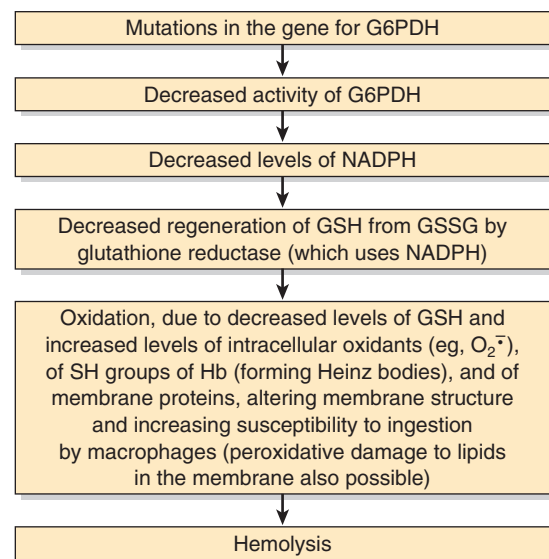 Mutations in the gene for G6PDH
Decreased activity of G6PDH
Decreased levels of NADPH
Decreased regeneration of GSH from GSSG by
glutathione reductase (which uses NADPH)
Oxidation, due to decreased levels of GSH and
increased levels of intracellular oxidants (eg, O₂⁻•),
of SH groups of Hb (forming Heinz bodies), and of
membrane proteins, altering membrane structure
and increasing susceptibility to ingestion
by macrophages (peroxidative damage to lipids
in the membrane also possible)
Hemolysis